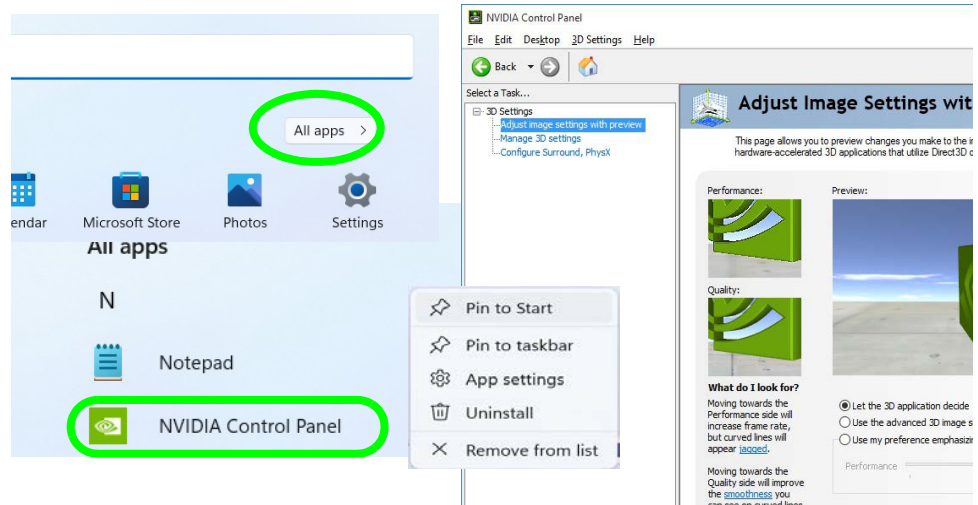 All apps >
endar
Microsoft Store
Photos
Settings
All apps
N
Notepad
NVIDIA Control Panel
Pin to Start
Pin to taskbar
App settings
Uninstall
Remove from list
NVIDIA Control Panel
File Edit Desktop 3D Settings Help
Back
Select a Task...
3D Settings
Adjust image settings with preview
Manage 3D settings
Configure Surround, PhysX
Adjust Image Settings wit
This page allows you to preview changes you make to the i
hardware-accelerated 3D applications that utilize Direct3D o
Performance:
Preview:
Quality:
What do I look for?
Moving towards the
Performance side will
increase frame rate,
but curved lines will
appear jagged.
Moving towards the
Quality side will improve
the smoothness you
can see on curved lines
Let the 3D application decide
Use the advanced 3D image s
Use my preference emphasizin
Performance